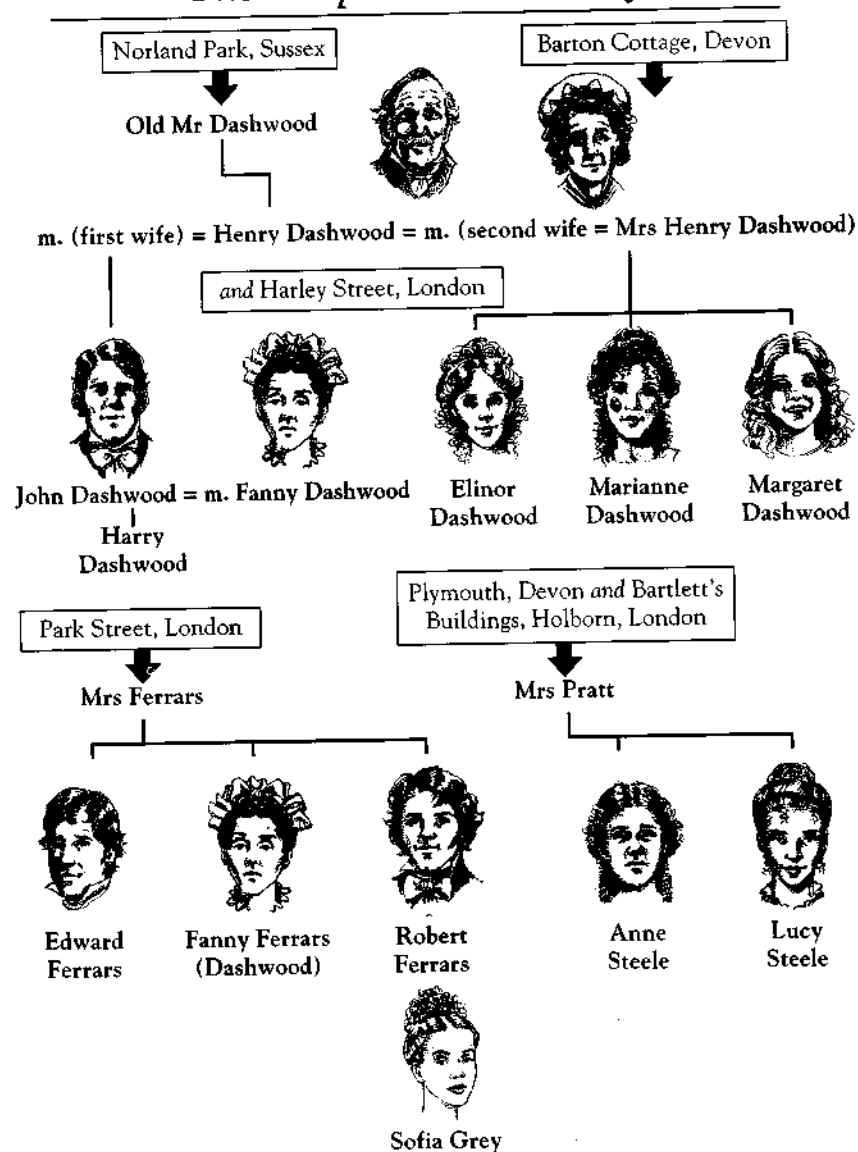 Norland Park, Sussex
Barton Cottage, Devon
Old Mr Dashwood
m. (first wife) = Henry Dashwood = m. (second wife = Mrs Henry Dashwood)
and Harley Street, London
John Dashwood = m. Fanny Dashwood
Harry
Dashwood
Elinor
Dashwood
Marianne
Dashwood
Margaret
Dashwood
Park Street, London
Plymouth, Devon and Bartlett's
Buildings, Holborn, London
Mrs Ferrars
Mrs Pratt
Edward
Ferrars
Fanny Ferrars
(Dashwood)
Robert
Ferrars
Anne
Steele
Lucy
Steele
Sofia Grey